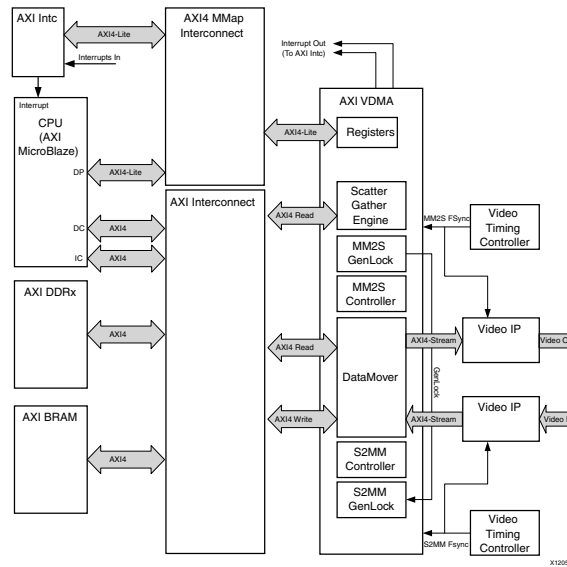 AXI Intc
AXI4-Lite
Interrupts In
AXI4 MMap
Interconnect
Interrupt Out
(To AXI Intc)
Interrupt
CPU
(AXI
MicroBlaze)
DP
AXI4-Lite
DC
AXI4
IC
AXI4
AXI Interconnect
AXI DDRx
AXI4
AXI BRAM
AXI4
AXI VDMA
AXI4-Lite
Registers
AXI4 Read
Scatter
Gather
Engine
MM2S
GenLock
MM2S
Controller
AXI4 Read
DataMover
AXI4 Write
S2MM
Controller
S2MM
GenLock
GenLock
MM2S FSync
Video
Timing
Controller
AXI4-Stream
Video IP
Video O
AXI4-Stream
Video IP
Video
S2MM Fsync
Video
Timing
Controller
X1205